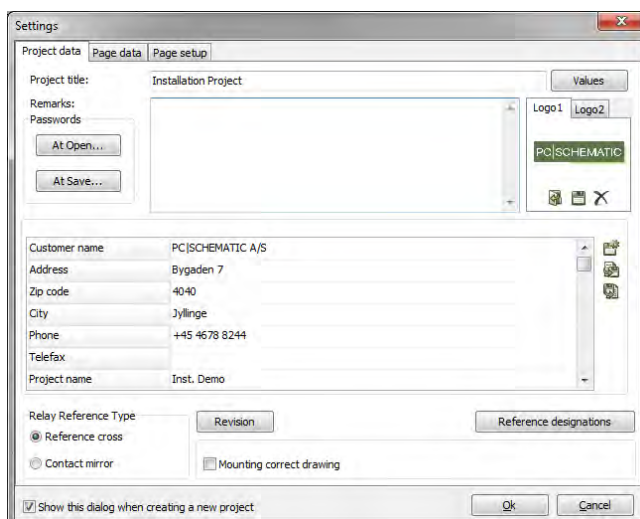 Settings
Project data Page data Page setup
Project title: Installation Project Values
Remarks:
Passwords
At Open...
At Save...
Logo1 Logo2
PC|SCHEMATIC
Customer name PC|SCHEMATIC A/S
Address Bygaden 7
Zip code 4040
City Jyllinge
Phone +45 4678 8244
Telefax
Project name Inst. Demo
Relay Reference Type
Reference cross
Contact mirror
Revision Reference designations
Mounting correct drawing
Show this dialog when creating a new project Ok Cancel